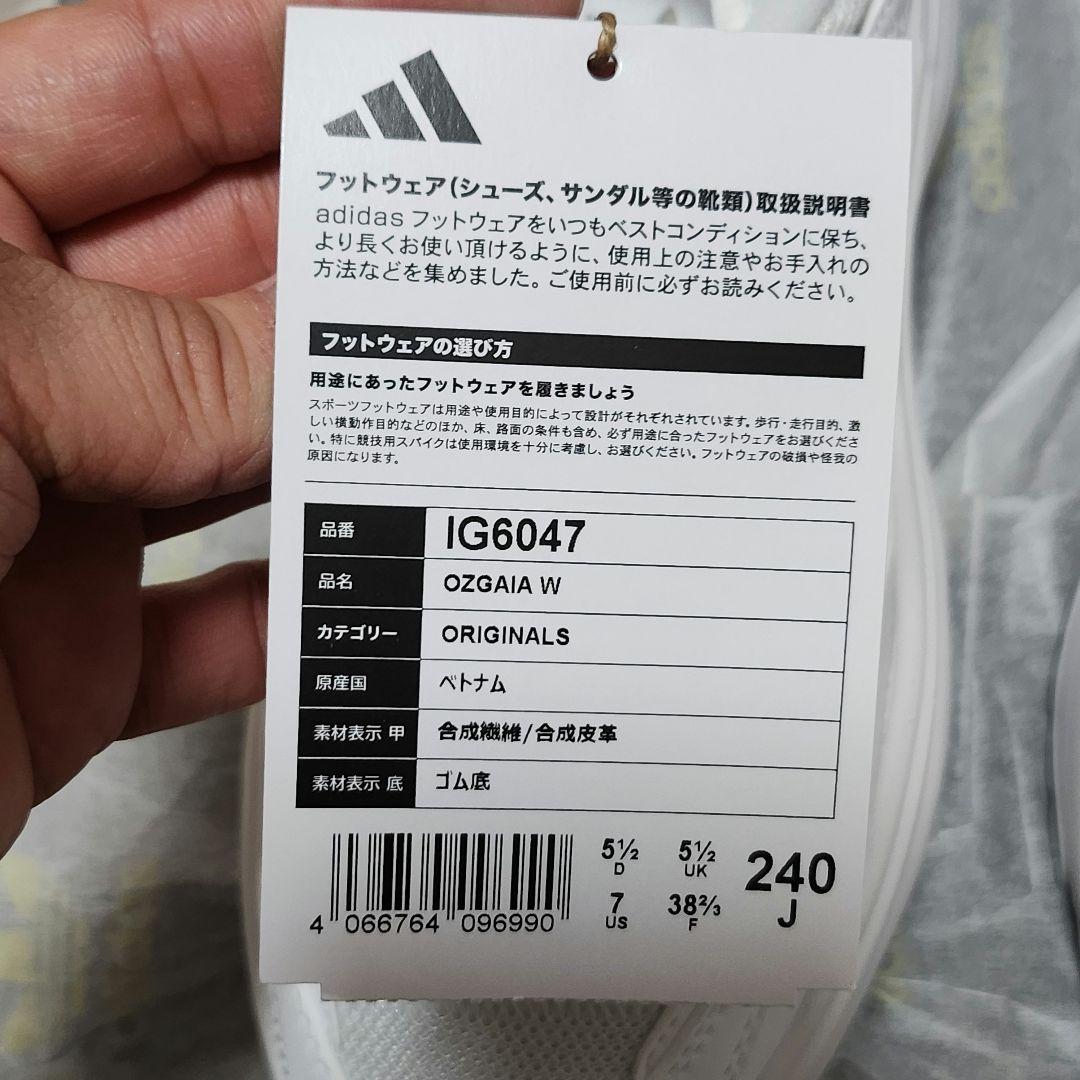 フットウェア(シューズ、サンダル等の靴類)取扱説明書
adidas フットウェアをいつもベストコンディションに保ち、
より長くお使い頂けるように、使用上の注意やお手入れの
方法などを集めました。ご使用前に必ずお読みください。
フットウェアの選び方
用途にあったフットウェアを履きましょう
スポーツフットウェアは用途や使用目的によって設計がそれぞれされています。歩行・走行目的、激
しい横動作目的などのほか、床、路面の条件も含め、必ず用途に合ったフットウェアをお選びくださ
い。特に競技用スパイクは使用環境を十分に考慮し、お選びください。フットウェアの破損や怪我の
原因になります。
品番 IG6047
品名 OZGAIA W
カテゴリー ORIGINALS
原産国 ベトナム
素材表示 甲 合成繊維/合成皮革
素材表示 底 ゴム底
5½ 5½ 240
D UK J
7 38⅔
US F
4 066764 096990
adidas